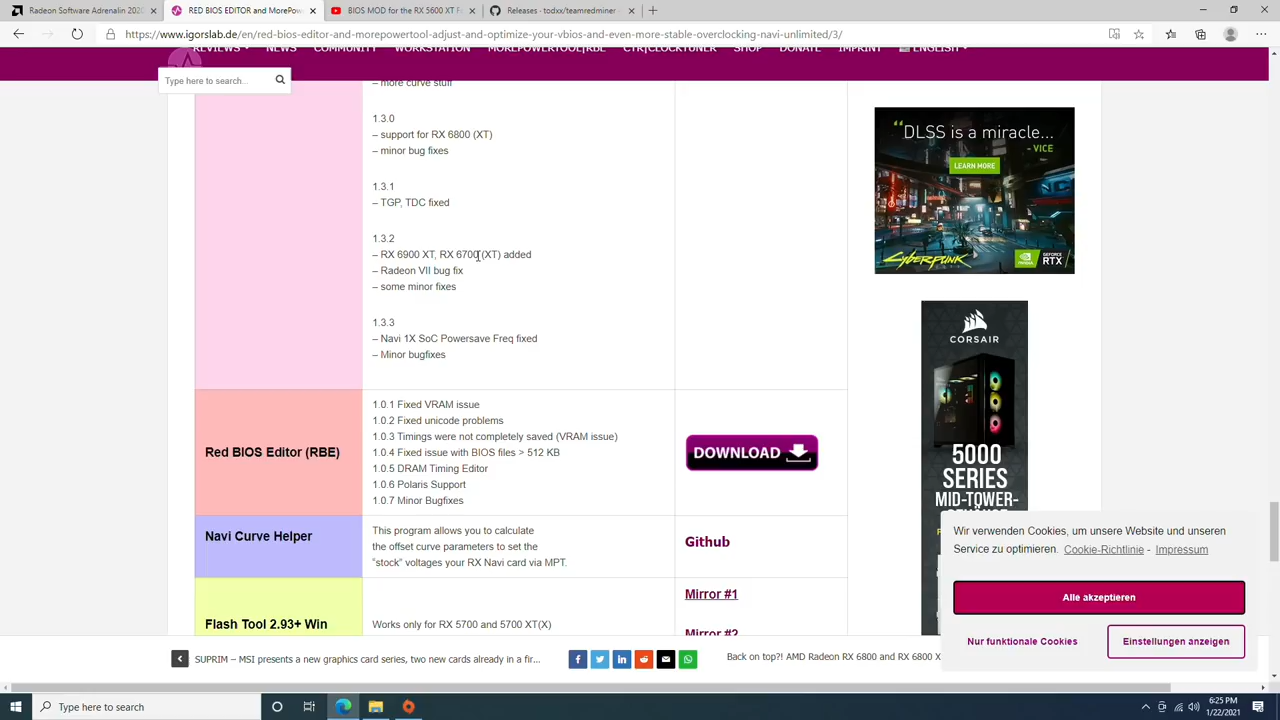 Radeon Software Adrenalin 2020
RED BIOS EDITOR and MorePower
BIOS MOD for the RX 5600 XT F
Releases · todxx/teamredminer
https://www.igorslab.de/en/red-bios-editor-and-morepowertool-adjust-and-optimize-your-vbios-and-even-more-stable-overclocking-navi-unlimited/3/
REVIEWS NEWS COMMUNITY WORKSTATION MOREPOWERTOOL|RBE CTR|CLOCKTUNER SHOP DONATE IMPRINT ENGLISH
Type here to search...
– more curve stuff
1.3.0
– support for RX 6800 (XT)
– minor bug fixes
1.3.1
– TGP, TDC fixed
1.3.2
– RX 6900 XT, RX 6700 (XT) added
– Radeon VII bug fix
– some minor fixes
1.3.3
– Navi 1X SoC Powersave Freq fixed
– Minor bugfixes
Red BIOS Editor (RBE)
1.0.1 Fixed VRAM issue
1.0.2 Fixed unicode problems
1.0.3 Timings were not completely saved (VRAM issue)
1.0.4 Fixed issue with BIOS files > 512 KB
1.0.5 DRAM Timing Editor
1.0.6 Polaris Support
1.0.7 Minor Bugfixes
DOWNLOAD
Navi Curve Helper
This program allows you to calculate
the offset curve parameters to set the
“stock” voltages your RX Navi card via MPT.
Github
Flash Tool 2.93+ Win
Works only for RX 5700 and 5700 XT(X)
Mirror #1
Mirror #2
“DLSS is a miracle...
- VICE
LEARN MORE
CYBERPUNK
NVIDIA
GEFORCE
RTX
CORSAIR
5000
SERIES
MID-TOWER-
Wir verwenden Cookies, um unsere Website und unseren
Service zu optimieren. Cookie-Richtlinie - Impressum
Alle akzeptieren
Nur funktionale Cookies
Einstellungen anzeigen
SUPRIM – MSI presents a new graphics card series, two new cards already in a fir...
Back on top?! AMD Radeon RX 6800 and RX 6800 X
Type here to search
6:25 PM
1/22/2021